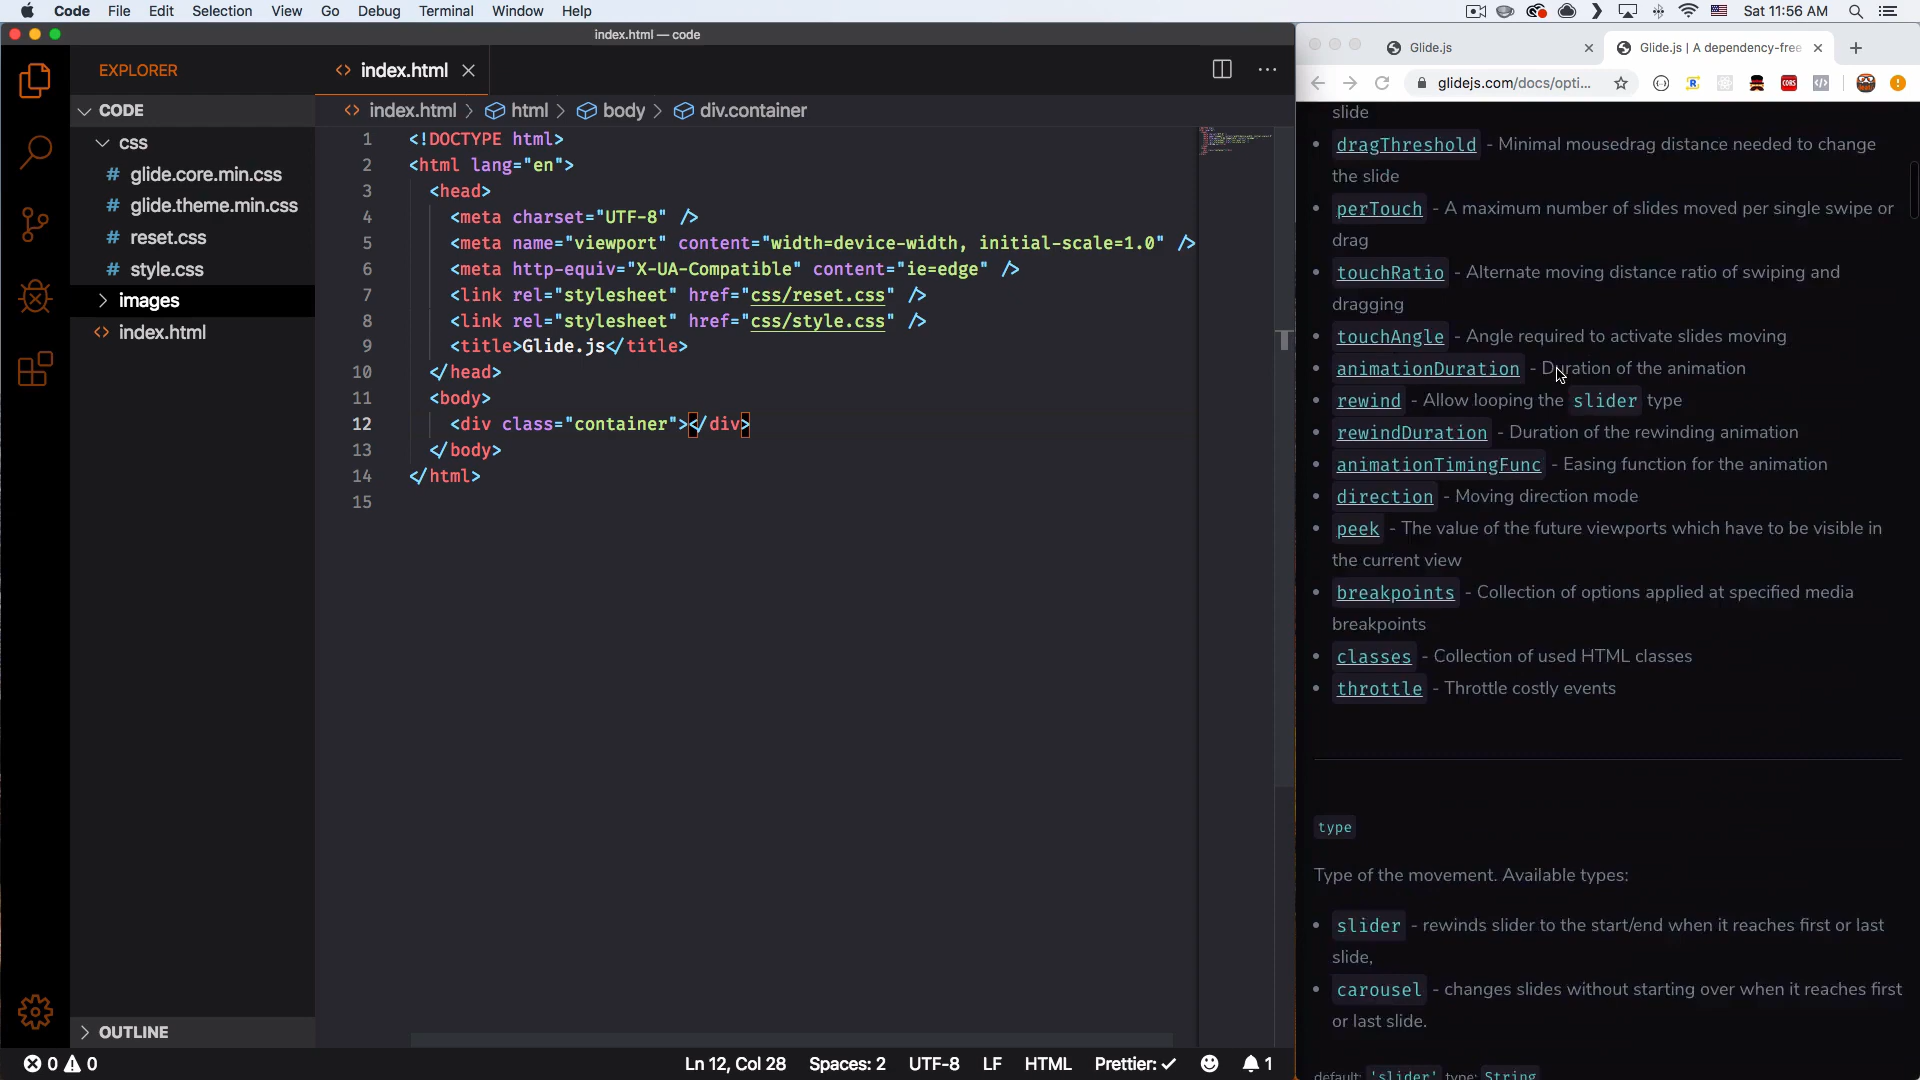 Code File Edit Selection View Go Debug Terminal Window Help
Sat 11:56 AM
index.html — code
EXPLORER
CODE
css
# glide.core.min.css
# glide.theme.min.css
# reset.css
# style.css
images
<> index.html
OUTLINE
<> index.html
<> index.html > html > body > div.container
1 <!DOCTYPE html>
2 <html lang="en">
3 <head>
4 <meta charset="UTF-8" />
5 <meta name="viewport" content="width=device-width, initial-scale=1.0" />
6 <meta http-equiv="X-UA-Compatible" content="ie=edge" />
7 <link rel="stylesheet" href="css/reset.css" />
8 <link rel="stylesheet" href="css/style.css" />
9 <title>Glide.js</title>
10 </head>
11 <body>
12 <div class="container"></div>
13 </body>
14 </html>
15
0 0
Ln 12, Col 28 Spaces: 2 UTF-8 LF HTML Prettier: ✓ 1
Glide.js
Glide.js | A dependency-free
glidejs.com/docs/opti...
CORS
slide
dragThreshold - Minimal mousedrag distance needed to change
the slide
perTouch - A maximum number of slides moved per single swipe or
drag
touchRatio - Alternate moving distance ratio of swiping and
dragging
touchAngle - Angle required to activate slides moving
animationDuration - Duration of the animation
rewind - Allow looping the slider type
rewindDuration - Duration of the rewinding animation
animationTimingFunc - Easing function for the animation
direction - Moving direction mode
peek - The value of the future viewports which have to be visible in
the current view
breakpoints - Collection of options applied at specified media
breakpoints
classes - Collection of used HTML classes
throttle - Throttle costly events
type
Type of the movement. Available types:
slider - rewinds slider to the start/end when it reaches first or last
slide,
carousel - changes slides without starting over when it reaches first
or last slide.
default: 'slider' type: String